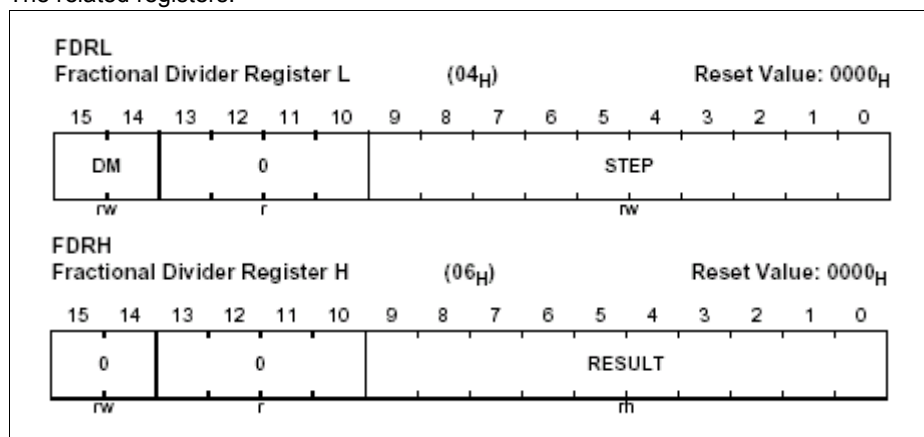 The related registers:
FDRL
Fractional Divider Register L (04H) Reset Value: 0000H
15 14 13 12 11 10 9 8 7 6 5 4 3 2 1 0
DM 0 STEP
rw r rw
FDRH
Fractional Divider Register H (06H) Reset Value: 0000H
15 14 13 12 11 10 9 8 7 6 5 4 3 2 1 0
0 0 RESULT
rw r rh